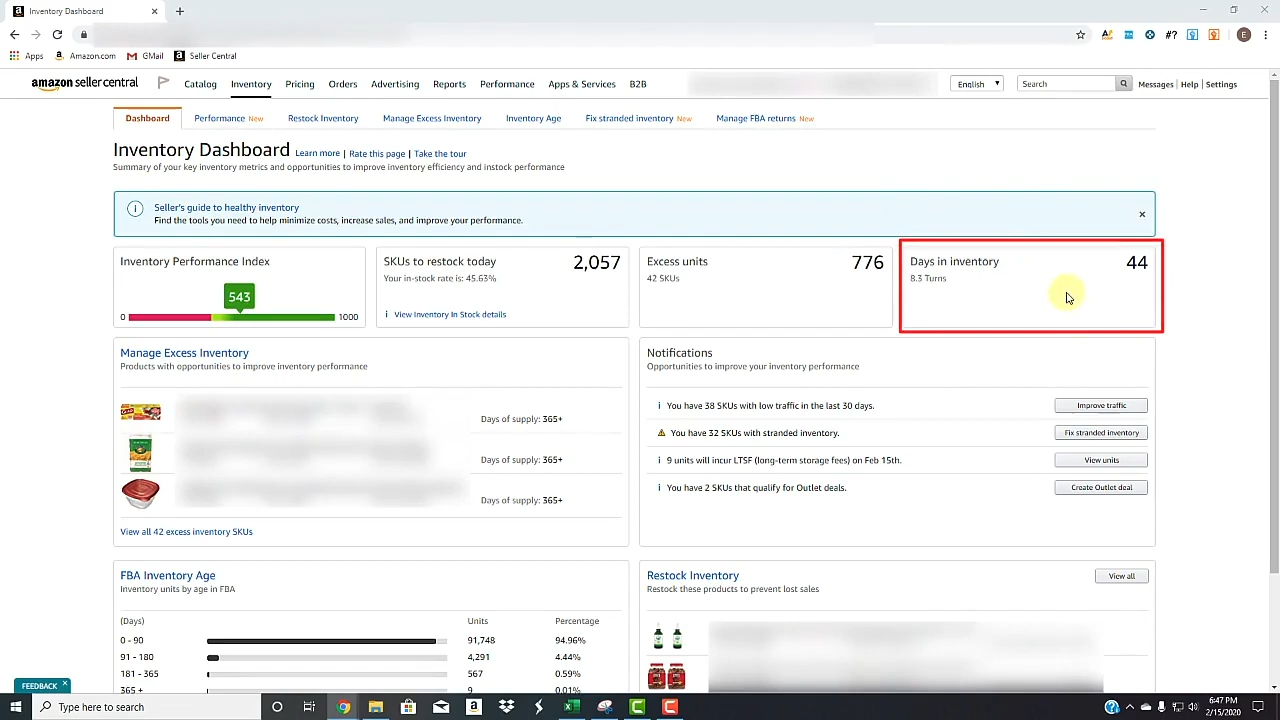 Inventory Dashboard
Apps Amazon.com GMail Seller Central
#? E
amazon seller central Catalog Inventory Pricing Orders Advertising Reports Performance Apps & Services B2B English Search Messages | Help | Settings
Dashboard Performance New Restock Inventory Manage Excess Inventory Inventory Age Fix stranded inventory New Manage FBA returns New
Inventory Dashboard Learn more | Rate this page | Take the tour
Summary of your key inventory metrics and opportunities to improve inventory efficiency and instock performance
Seller's guide to healthy inventory
Find the tools you need to help minimize costs, increase sales, and improve your performance.
Inventory Performance Index
543
0 1000
SKUs to restock today 2,057
Your in-stock rate is: 45.63%
View Inventory In Stock details
Excess units 776
42 SKUs
Days in inventory 44
8.3 Turns
Manage Excess Inventory
Products with opportunities to improve inventory performance
Days of supply: 365+
Days of supply: 365+
Days of supply: 365+
View all 42 excess inventory SKUs
Notifications
Opportunities to improve your inventory performance
You have 38 SKUs with low traffic in the last 30 days. Improve traffic
You have 32 SKUs with stranded inventory. Fix stranded inventory
9 units will incur LTSF (long-term storage fees) on Feb 15th. View units
You have 2 SKUs that qualify for Outlet deals. Create Outlet deal
FBA Inventory Age
Inventory units by age in FBA
(Days) Units Percentage
0 - 90 91,748 94.96%
91 - 180 4,291 4.44%
181 - 365 567 0.59%
365 + 9 0.01%
Restock Inventory View all
Restock these products to prevent lost sales
FEEDBACK
Type here to search
6:47 PM
2/15/2020